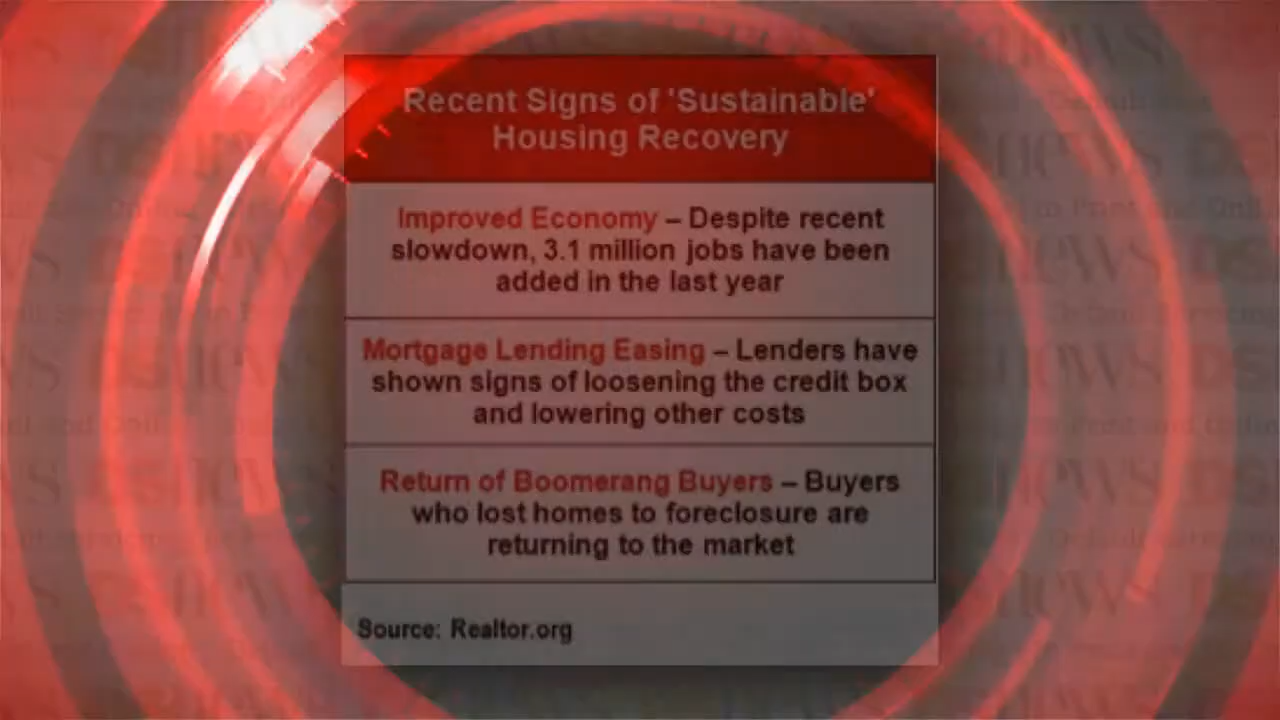 Recent Signs of 'Sustainable'
Housing Recovery
Improved Economy – Despite recent
slowdown, 3.1 million jobs have been
added in the last year
Mortgage Lending Easing – Lenders have
shown signs of loosening the credit box
and lowering other costs
Return of Boomerang Buyers – Buyers
who lost homes to foreclosure are
returning to the market
Source: Realtor.org